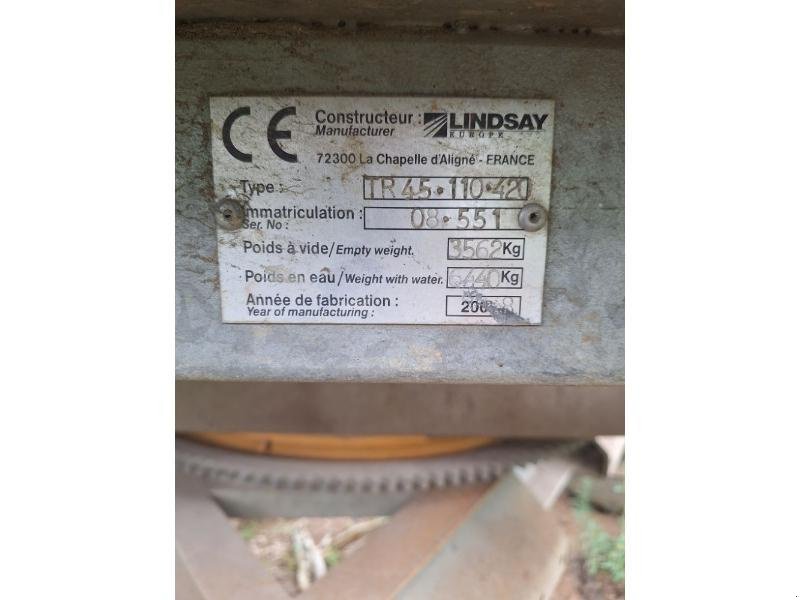 CE
Constructeur : LINDSAY
Manufacturer EUROPE
72300 La Chapelle d'Aligné - FRANCE
Type : TR 45•110•420
Immatriculation : 08•551
Ser. No :
Poids à vide/Empty weight. 3562 Kg
Poids en eau/Weight with water. 6440 Kg
Année de fabrication :
Year of manufacturing :